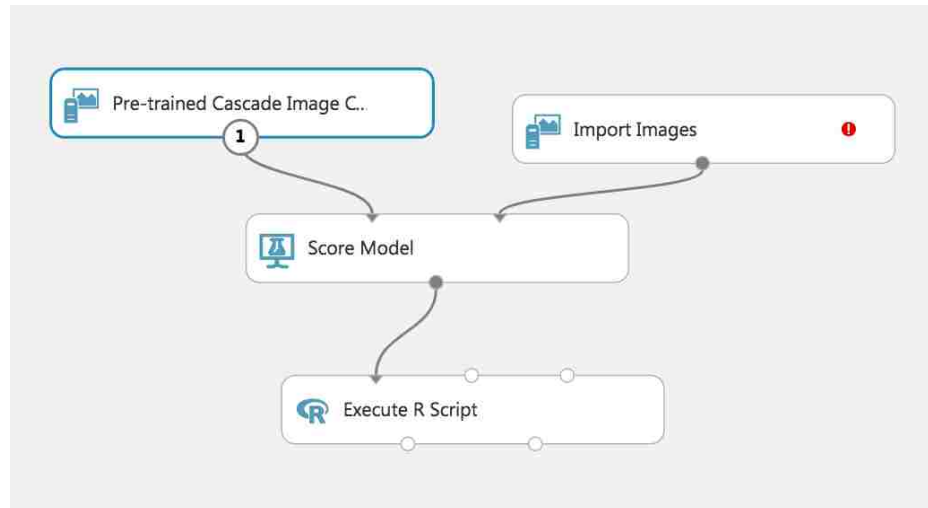 Pre-trained Cascade Image C..
1
Import Images
Score Model
Execute R Script